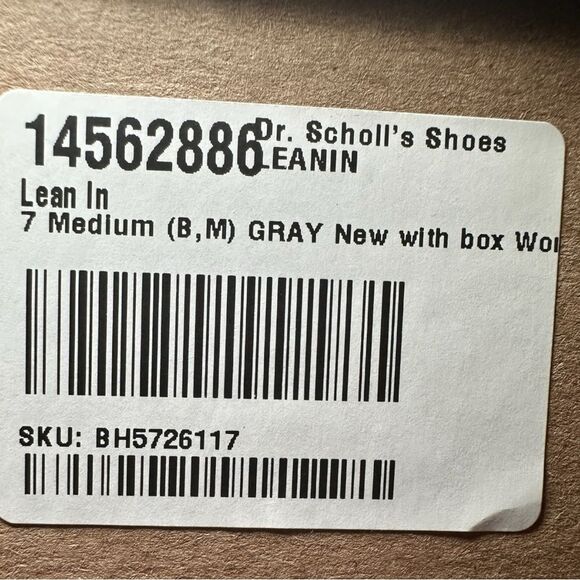 14562886
Dr. Scholl's Shoes
LEANIN
Lean In
7 Medium (B,M) GRAY New with box
SKU: BH5726117